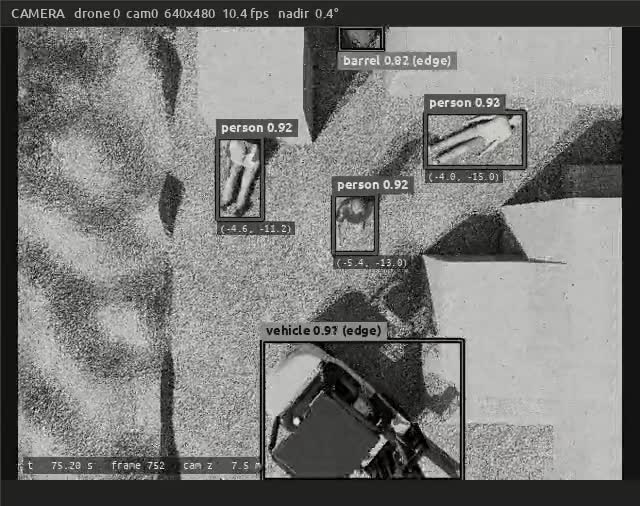 CAMERA drone 0 cam0 640x480 10.4 fps nadir 0.4°
barrel 0.82 (edge)
person 0.93
person 0.92
(-4.0, -15.0)
person 0.92
(-4.6, -11.2)
(-5.4, -13.0)
vehicle 0.97 (edge)
t 75.20 s frame 752 cam z 7.5 m